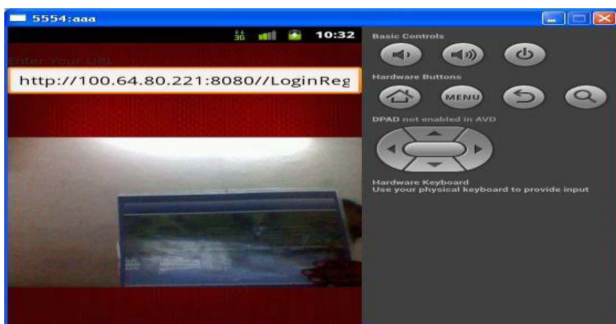 5554:aaa
3G
10:32
Enter Your URL
http://100.64.80.221:8080//LoginReg
Basic Controls
Hardware Buttons
MENU
DPAD not enabled in AVD
Hardware Keyboard
Use your physical keyboard to provide input